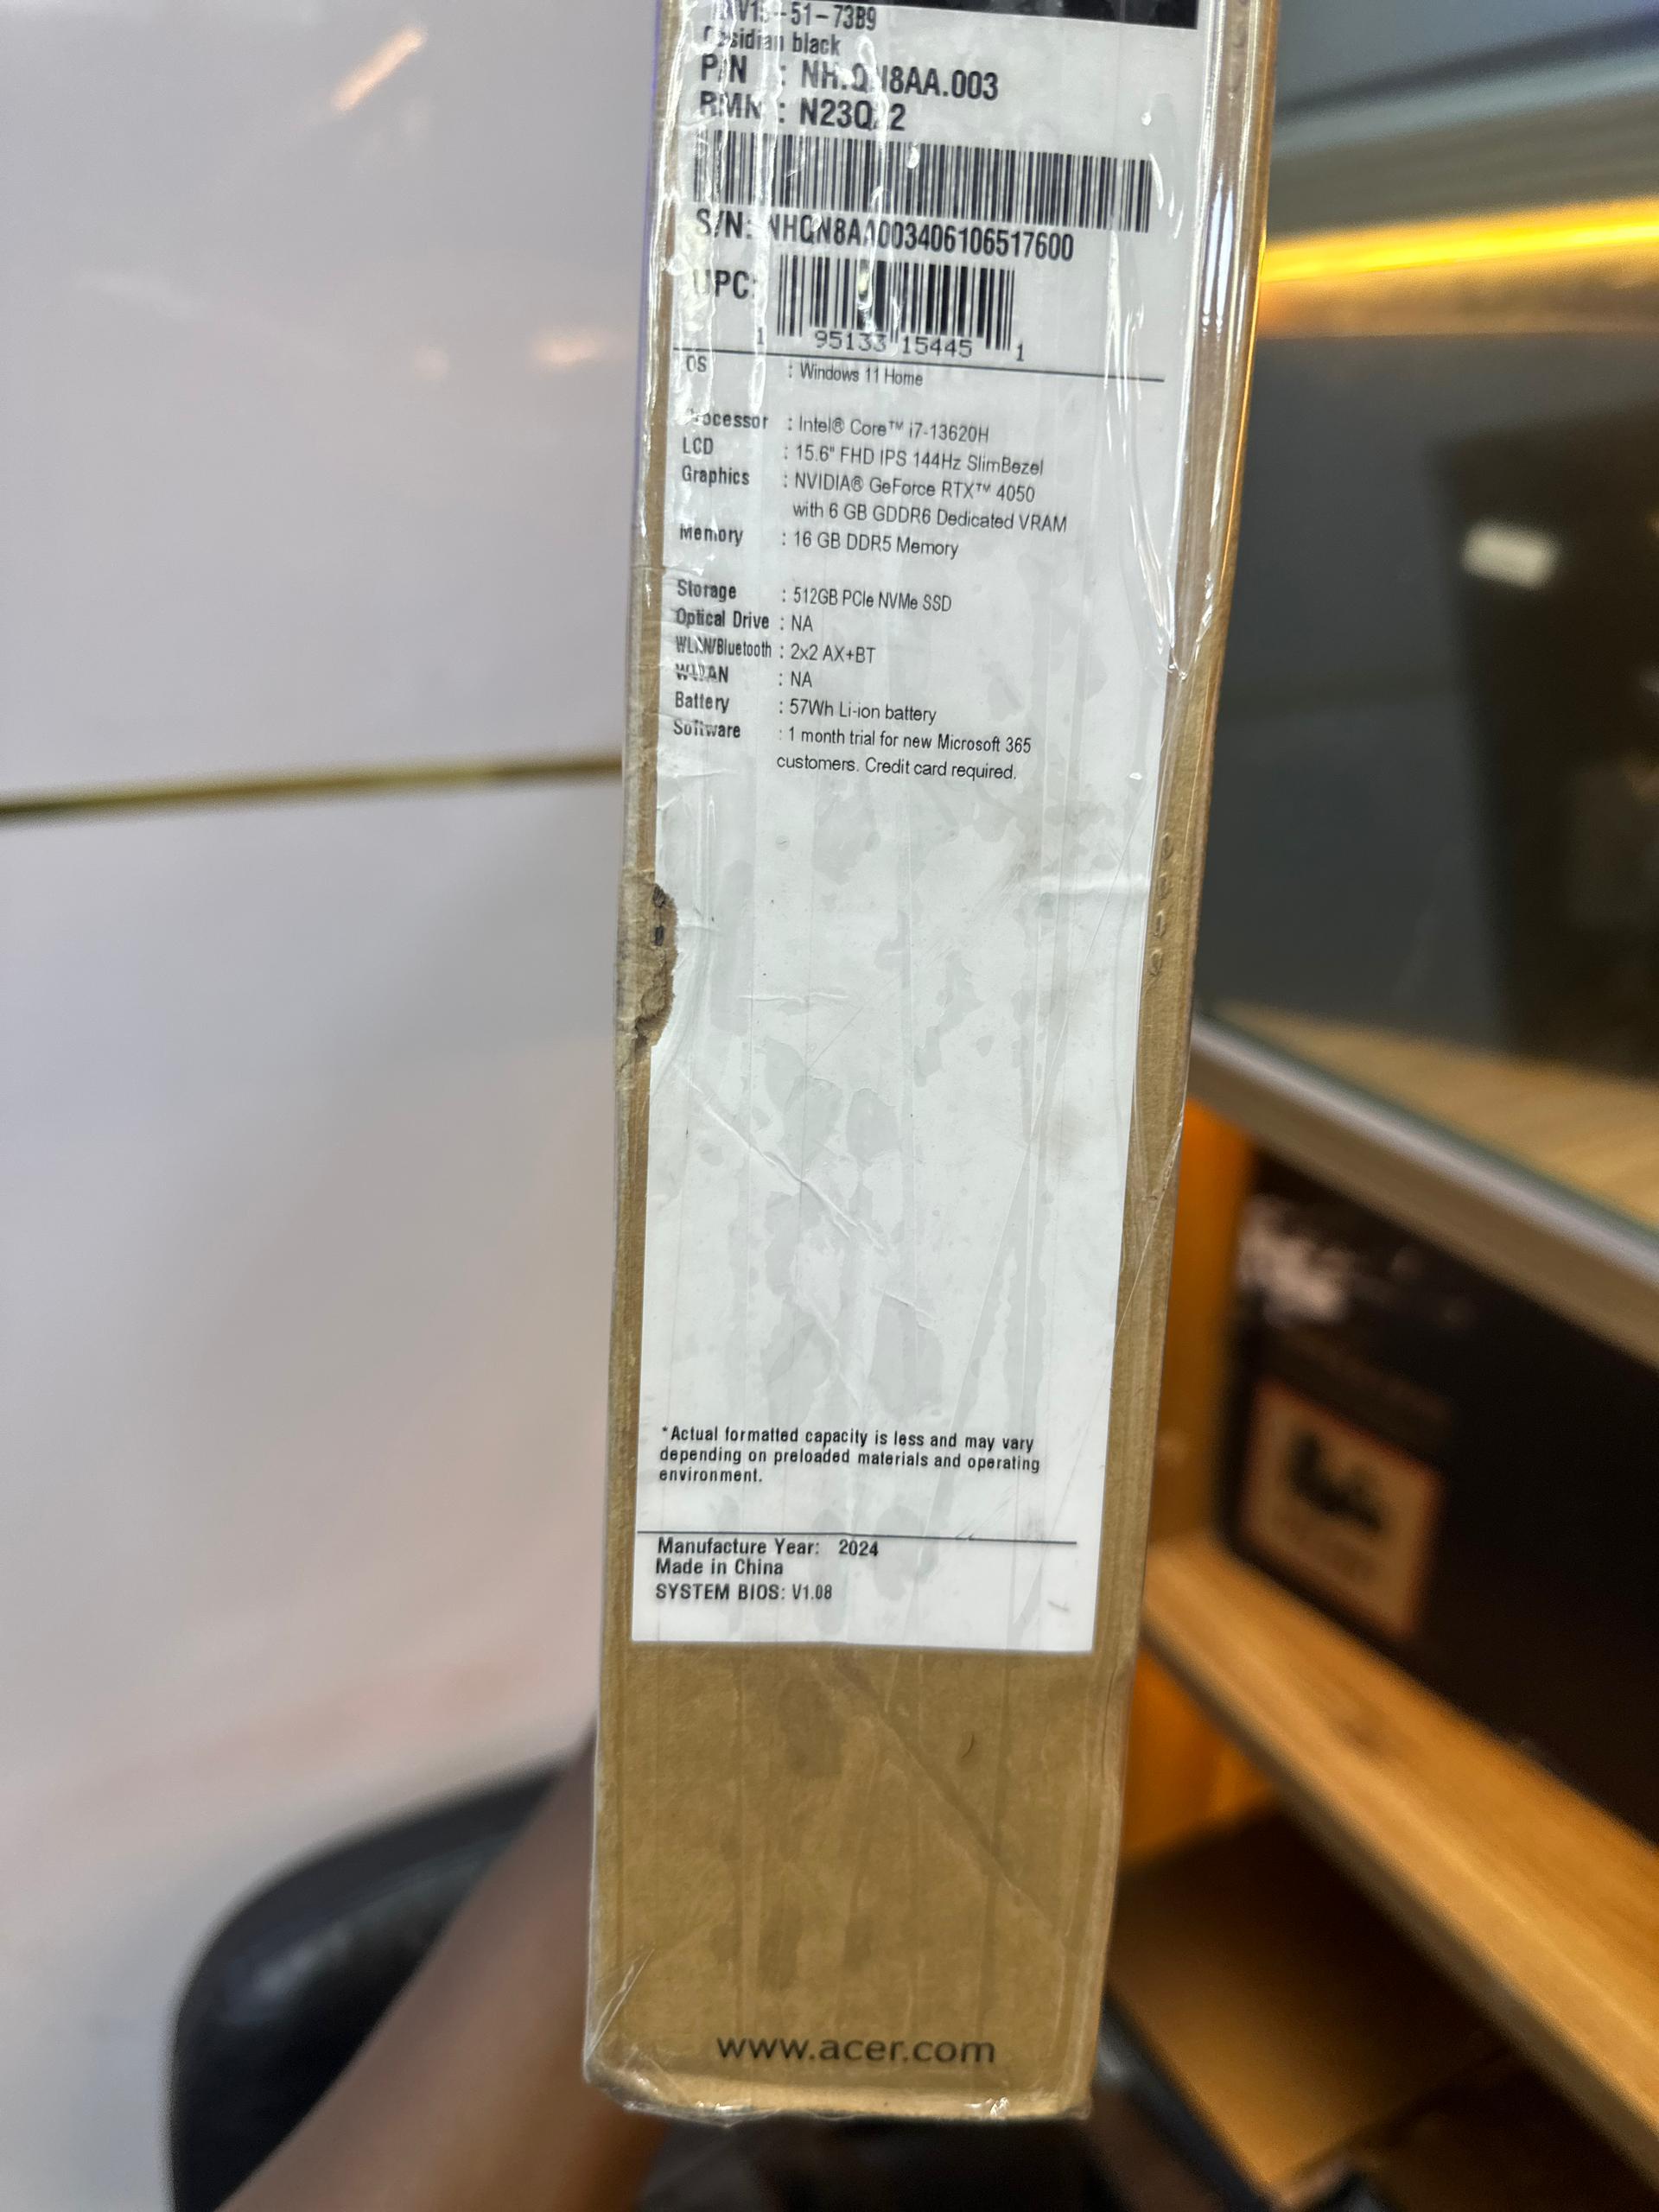 51-73B9
Obsidian black
P/N : NH.QN8AA.003
RMN : N23Q22
S/N: NHQN8AA003406106517600
UPC:
1 95133 15445 1
OS : Windows 11 Home
Processor : Intel® Core™ i7-13620H
LCD : 15.6" FHD IPS 144Hz SlimBezel
Graphics : NVIDIA® GeForce RTX™ 4050
with 6 GB GDDR6 Dedicated VRAM
Memory : 16 GB DDR5 Memory
Storage : 512GB PCIe NVMe SSD
Optical Drive : NA
WLAN/Bluetooth : 2x2 AX+BT
WWAN : NA
Battery : 57Wh Li-ion battery
Software : 1 month trial for new Microsoft 365
customers. Credit card required.
*Actual formatted capacity is less and may vary
depending on preloaded materials and operating
environment.
Manufacture Year: 2024
Made in China
SYSTEM BIOS: V1.08
www.acer.com